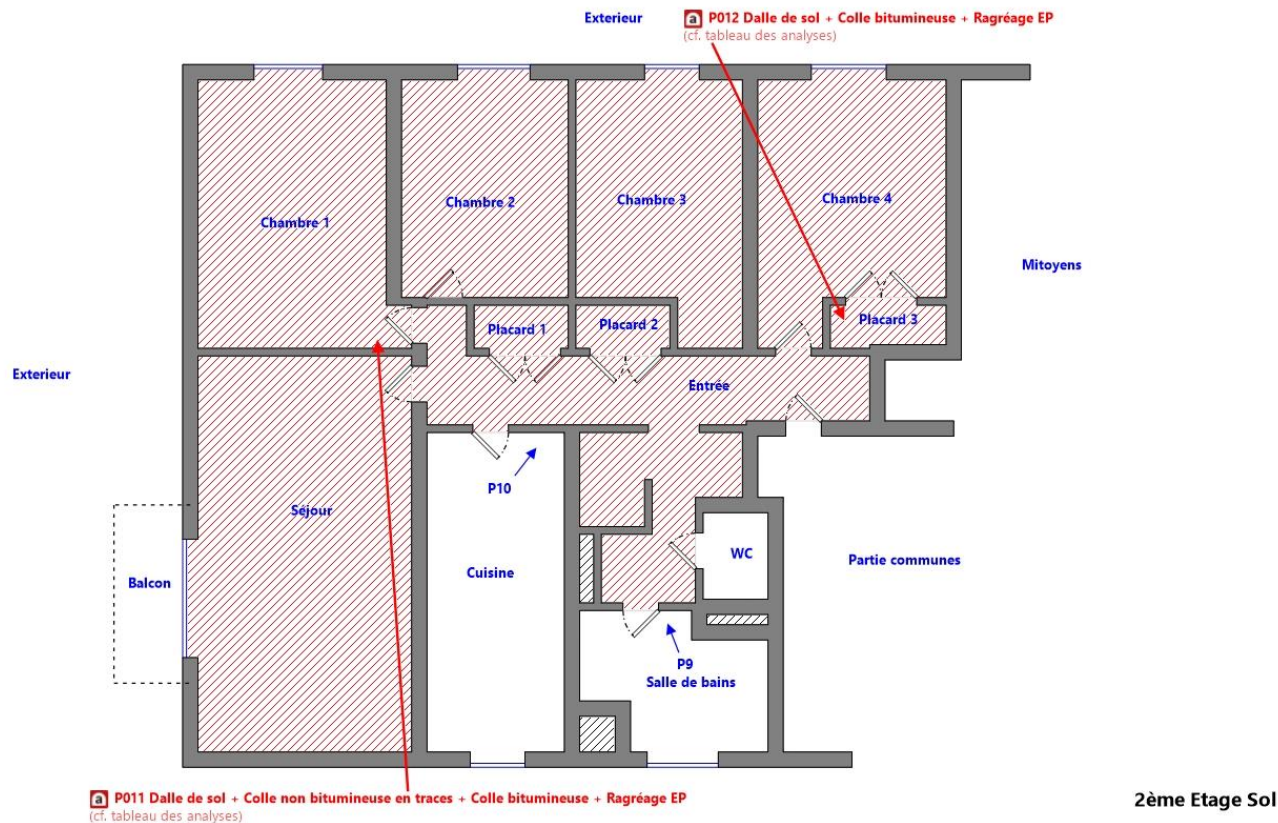 Exterieur
a P012 Dalle de sol + Colle bitumineuse + Ragréage EP
(cf. tableau des analyses)
Chambre 1
Chambre 2
Chambre 3
Chambre 4
Mitoyens
Placard 1
Placard 2
Placard 3
Exterieur
Entrée
P10
Séjour
Cuisine
WC
Partie communes
Balcon
P9
Salle de bains
a P011 Dalle de sol + Colle non bitumineuse en traces + Colle bitumineuse + Ragréage EP
(cf. tableau des analyses)
2ème Etage Sol